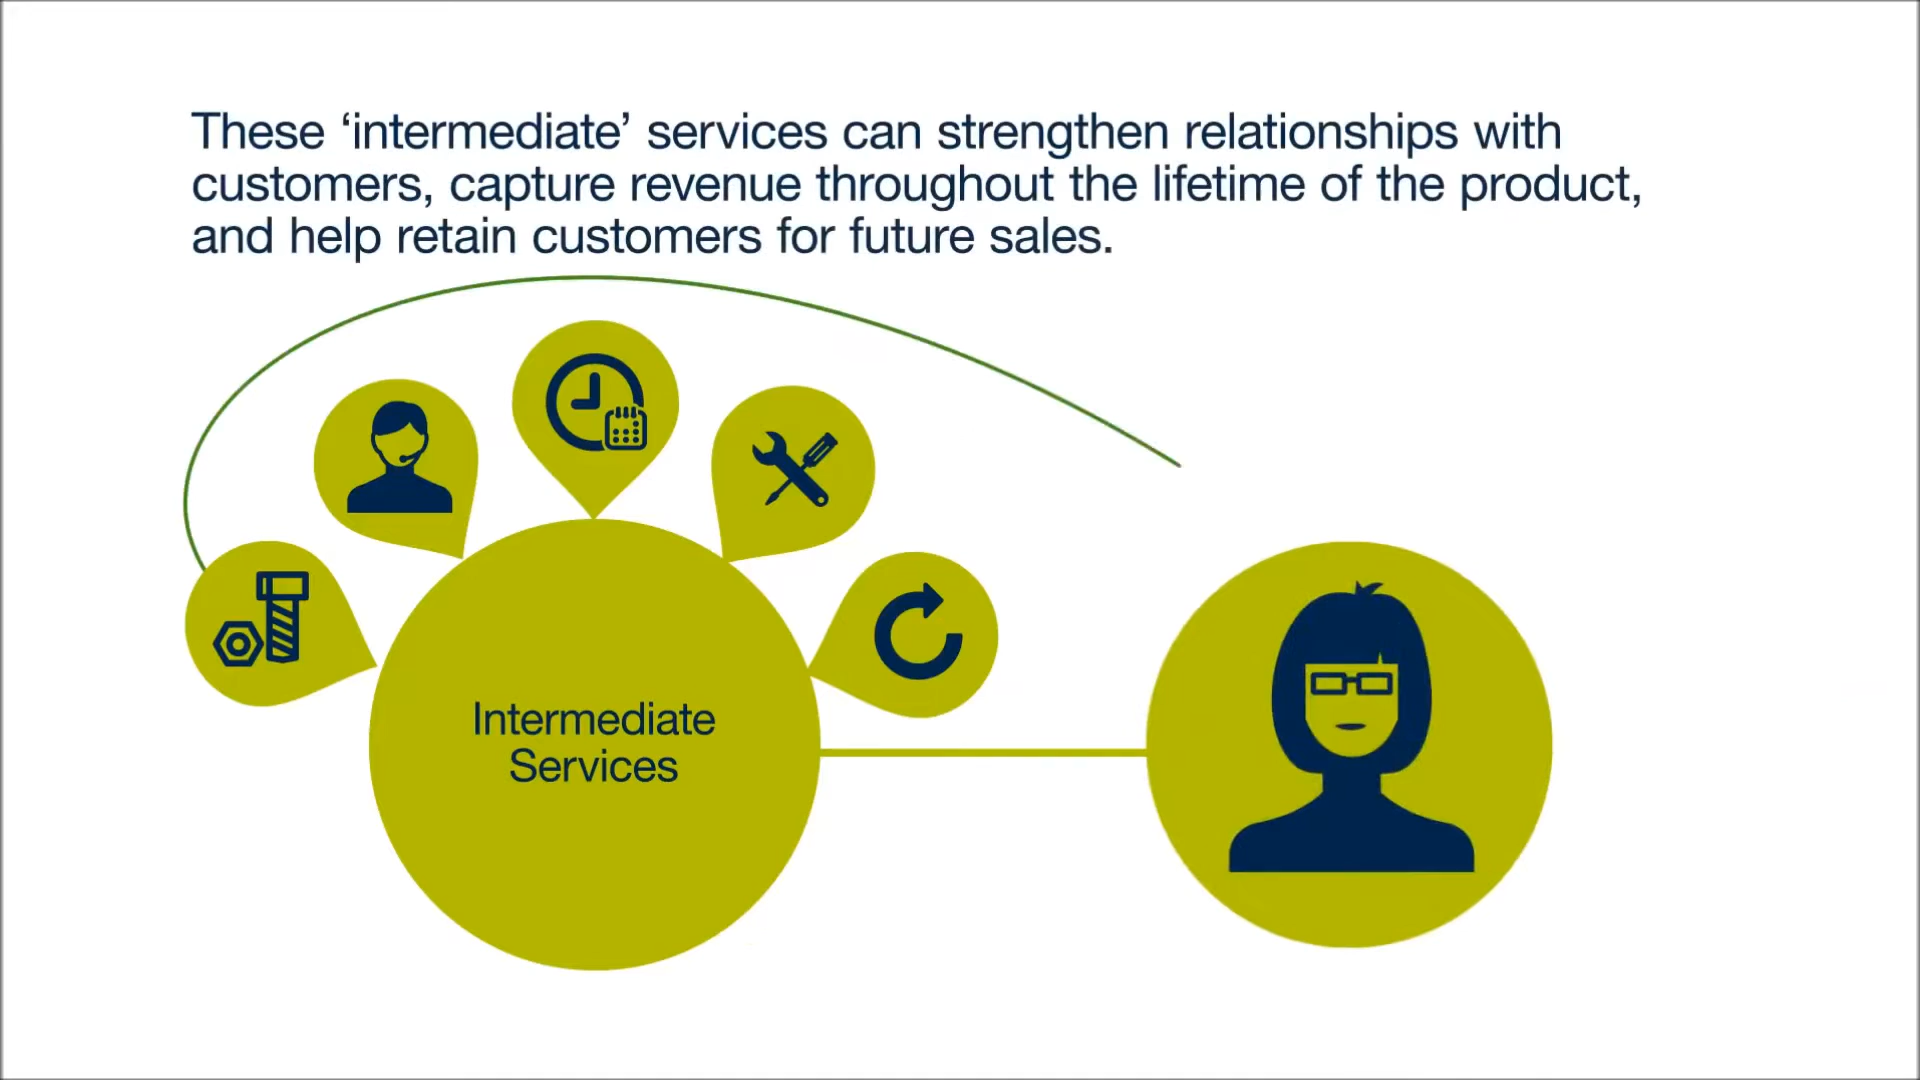 These ‘intermediate’ services can strengthen relationships with
customers, capture revenue throughout the lifetime of the product,
and help retain customers for future sales.
Intermediate
Services